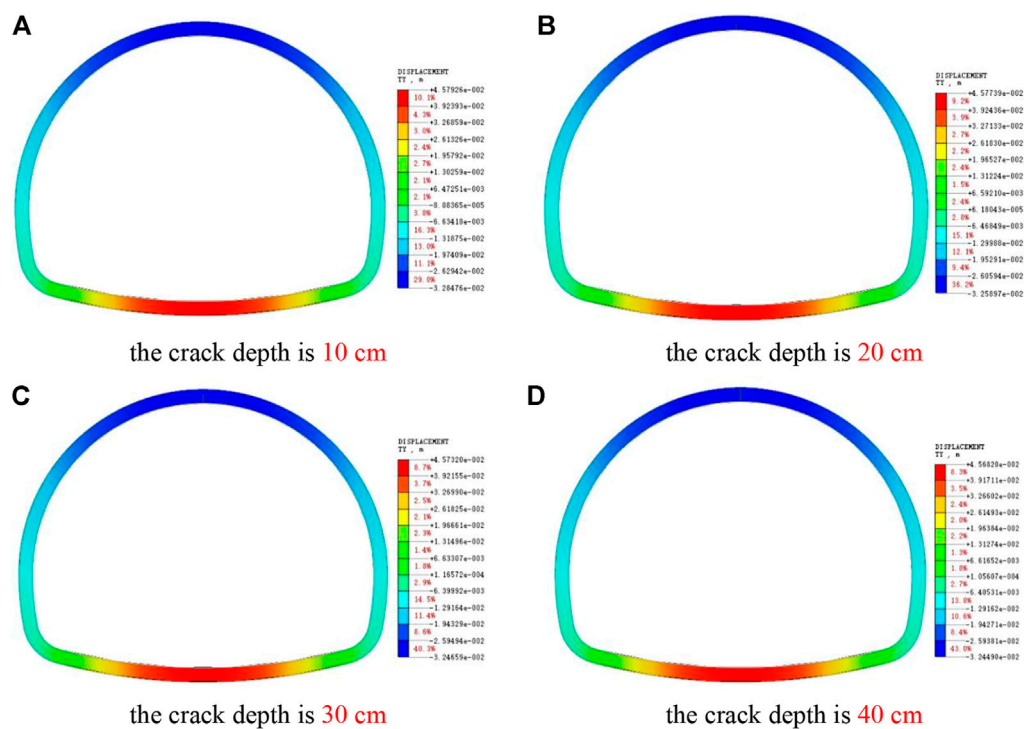 A
DISPLACEMENT
TY , m
+4.57926e-002
10.1%
+3.92393e-002
4.3%
+3.26859e-002
3.0%
+2.61326e-002
2.4%
+1.95792e-002
2.7%
+1.30259e-002
2.1%
+6.47251e-003
2.1%
-8.08365e-005
3.8%
-6.63418e-003
16.3%
-1.31875e-002
13.0%
-1.97409e-002
11.1%
-2.62942e-002
29.0%
-3.28476e-002
the crack depth is 10 cm
B
DISPLACEMENT
TY , m
+4.57739e-002
9.2%
+3.92436e-002
3.9%
+3.27133e-002
2.7%
+2.61830e-002
2.2%
+1.96527e-002
2.4%
+1.31224e-002
1.5%
+6.59210e-003
2.4%
+6.18043e-005
2.8%
-6.46849e-003
15.1%
-1.29988e-002
12.1%
-1.95291e-002
9.4%
-2.60594e-002
36.2%
-3.25897e-002
the crack depth is 20 cm
C
DISPLACEMENT
TY , m
+4.57320e-002
8.7%
+3.92155e-002
3.7%
+3.26990e-002
2.5%
+2.61825e-002
2.1%
+1.96661e-002
2.3%
+1.31496e-002
1.4%
+6.63307e-003
1.8%
+1.16572e-004
2.9%
-6.39992e-003
14.5%
-1.29164e-002
11.4%
-1.94329e-002
8.6%
-2.59494e-002
40.3%
-3.24659e-002
the crack depth is 30 cm
D
DISPLACEMENT
TY , m
+4.56820e-002
8.3%
+3.91711e-002
3.5%
+3.26602e-002
2.4%
+2.61493e-002
2.0%
+1.96384e-002
2.2%
+1.31274e-002
1.3%
+6.61652e-003
1.8%
+1.05607e-004
2.7%
-6.40531e-003
13.8%
-1.29162e-002
10.6%
-1.94271e-002
8.4%
-2.59381e-002
43.0%
-3.24490e-002
the crack depth is 40 cm